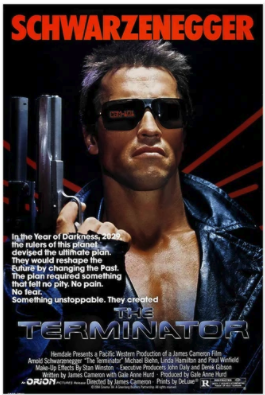 SCHWARZENEGGER
In the Year of Darkness, 2029,
the rulers of this planet
devised the ultimate plan.
They would reshape the
Future by changing the Past.
The plan required something
that felt no pity. No pain.
No fear.
Something unstoppable. They created
THE
TERMINATOR
Hemdale Presents a Pacific Western Production of a James Cameron Film
Arnold Schwarzenegger "The Terminator" Michael Biehn, Linda Hamilton and Paul Winfield
Make-Up Effects By Stan Winston - Executive Producers John Daly and Derek Gibson
Written by James Cameron with Gale Anne Hurd - Produced by Gale Anne Hurd
Directed by James Cameron - Prints by DeLuxe
An ORION PICTURES Release
R